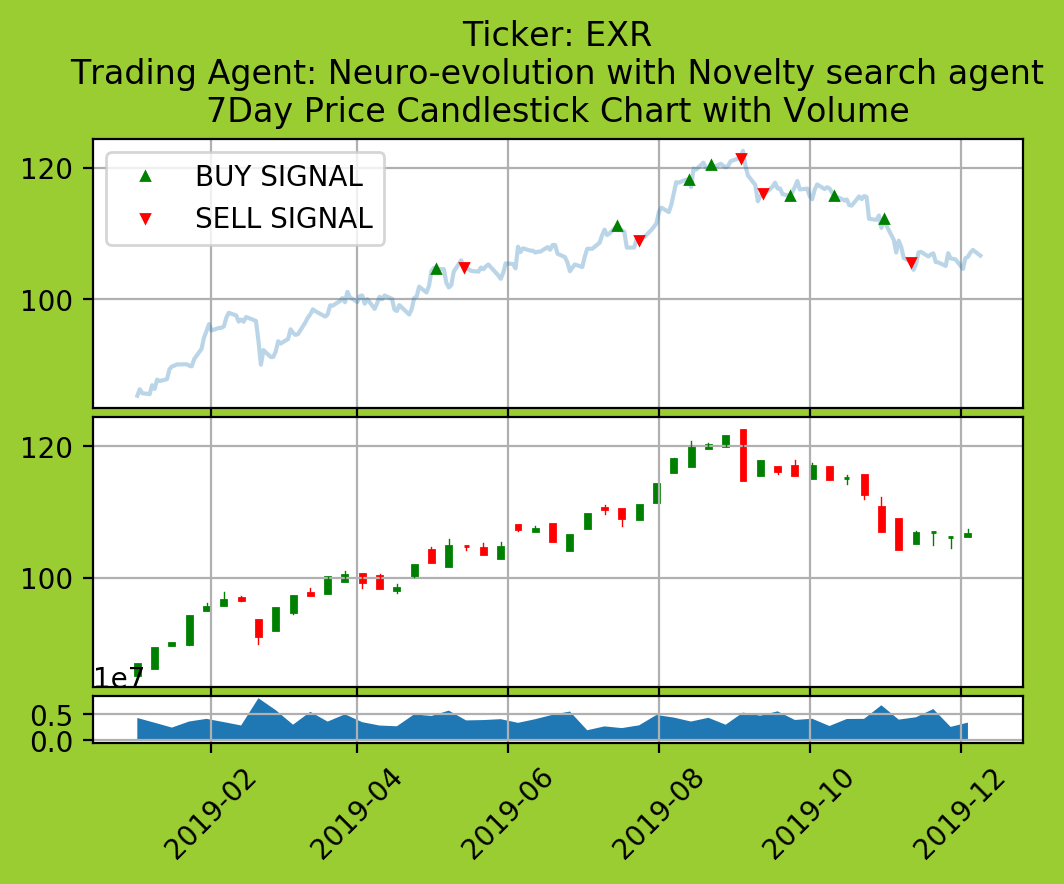 Ticker: EXR
Trading Agent: Neuro-evolution with Novelty search agent
7Day Price Candlestick Chart with Volume
BUY SIGNAL
SELL SIGNAL
120
100
120
100
1e7
0.5
0.0
2019-02
2019-04
2019-06
2019-08
2019-10
2019-12